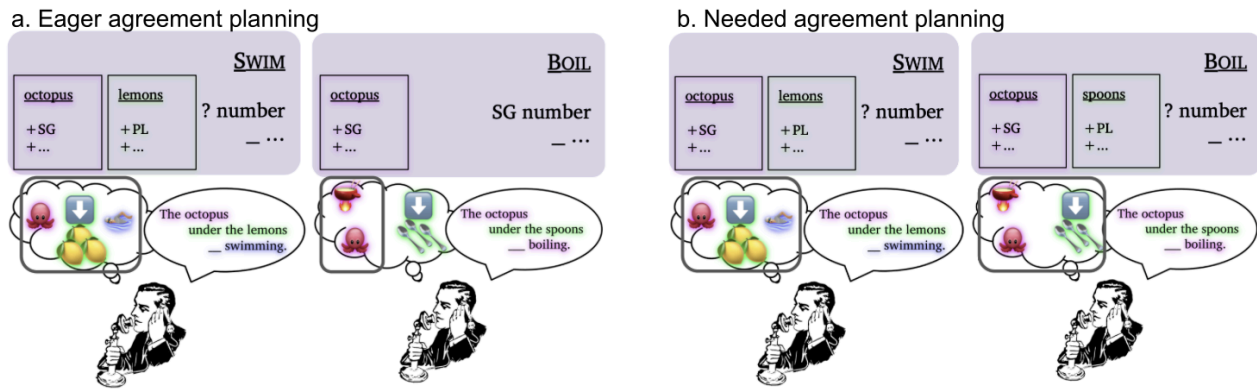 a. Eager agreement planning
SWIM
octopus
+SG
+...
lemons
+PL
+...
? number
_ ...
The octopus
under the lemons
__ swimming.
BOIL
octopus
+SG
+...
SG number
_ ...
The octopus
under the spoons
__ boiling.
b. Needed agreement planning
SWIM
octopus
+SG
+...
lemons
+PL
+...
? number
_ ...
The octopus
under the lemons
__ swimming.
BOIL
octopus
+SG
+...
spoons
+PL
+...
? number
_ ...
The octopus
under the spoons
__ boiling.